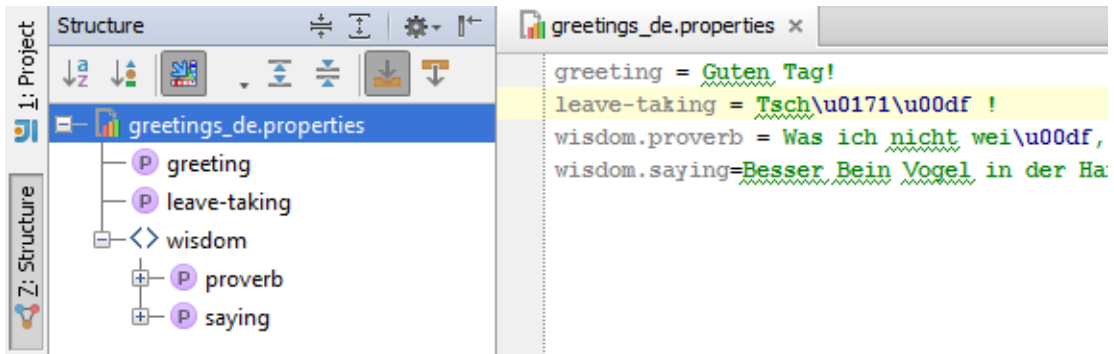 1: Project
Z: Structure
Structure
greetings_de.properties
greeting
leave-taking
wisdom
proverb
saying
greetings_de.properties
greeting = Guten Tag!
leave-taking = Tsch\u0171\u00df !
wisdom.proverb = Was ich nicht wei\u00df,
wisdom.saying=Besser Bein Vogel in der